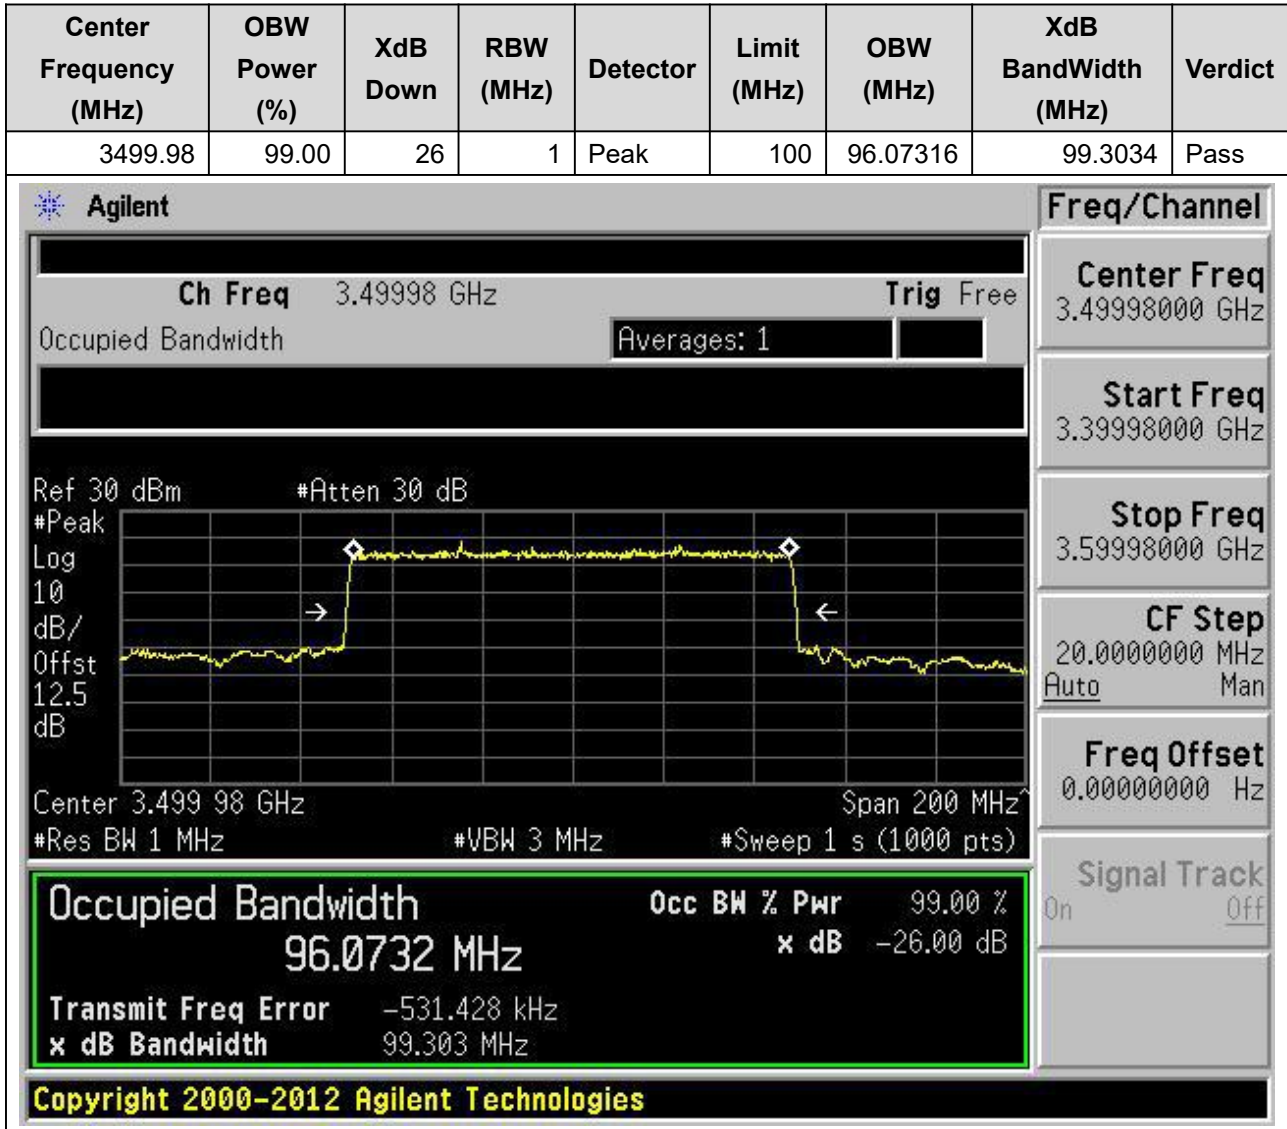 Center Frequency (MHz) OBW Power (%) XdB Down RBW (MHz) Detector Limit (MHz) OBW (MHz) XdB BandWidth (MHz) Verdict
3499.98 99.00 26 1 Peak 100 96.07316 99.3034 Pass
Agilent
Freq/Channel
Ch Freq 3.49998 GHz Trig Free
Occupied Bandwidth Averages: 1
Center Freq
3.49998000 GHz
Start Freq
3.39998000 GHz
Stop Freq
3.59998000 GHz
CF Step
20.0000000 MHz
Auto Man
Freq Offset
0.00000000 Hz
Signal Track
On Off
Ref 30 dBm #Atten 30 dB
#Peak
Log
10
dB/
Offst
12.5
dB
Center 3.499 98 GHz Span 200 MHz^
#Res BW 1 MHz #VBW 3 MHz #Sweep 1 s (1000 pts)
Occupied Bandwidth Occ BW % Pwr 99.00 %
96.0732 MHz x dB -26.00 dB
Transmit Freq Error -531.428 kHz
x dB Bandwidth 99.303 MHz
Copyright 2000-2012 Agilent Technologies